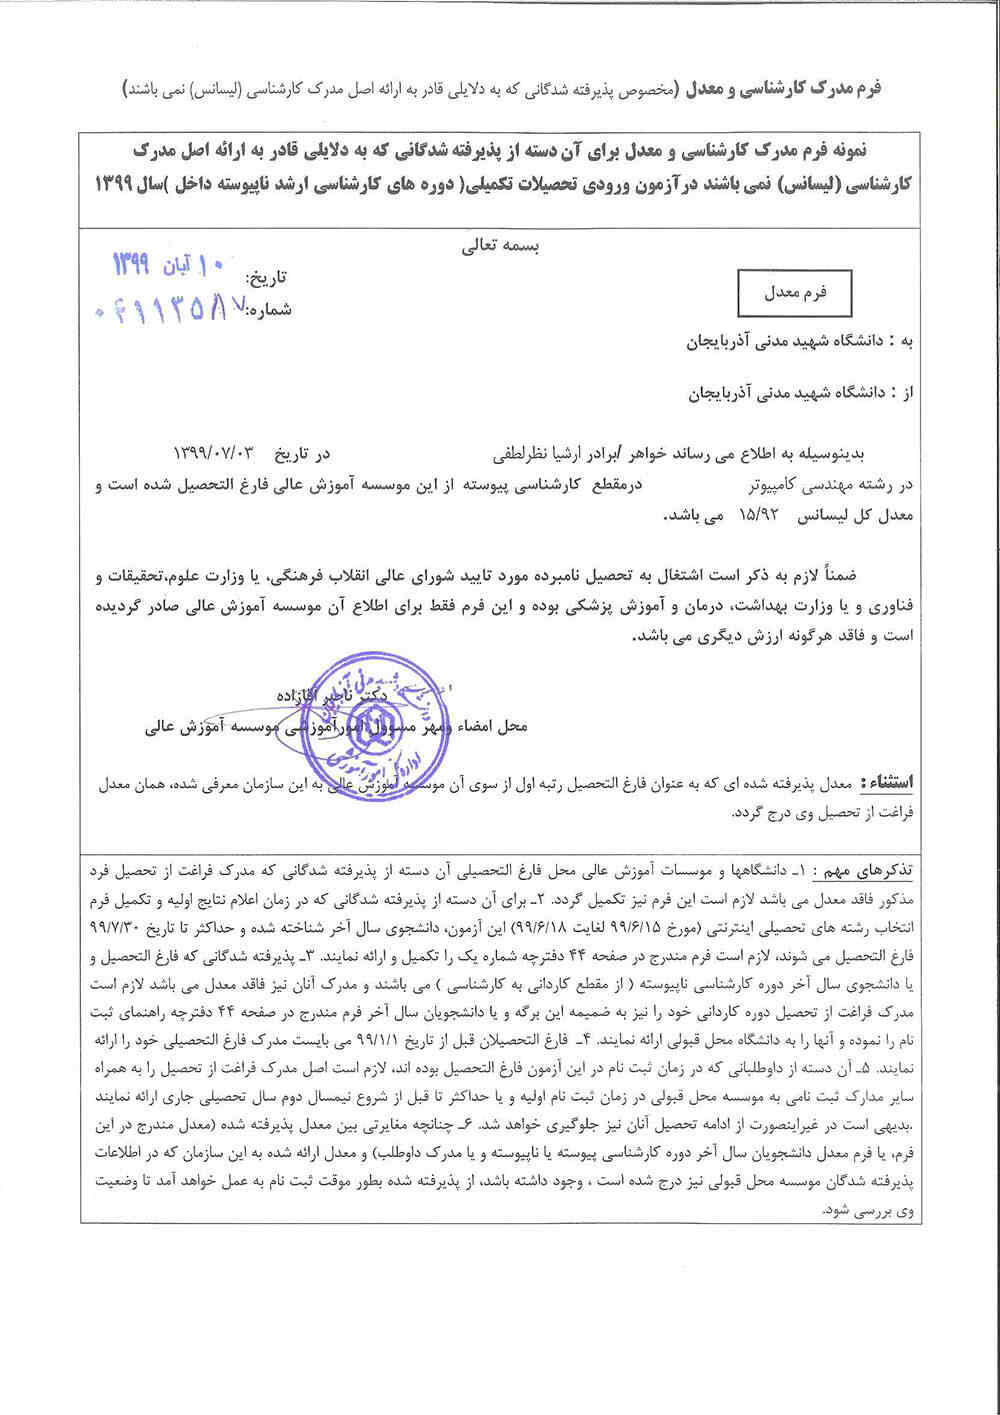 فرم مدرک کارشناسی و معدل (مخصوص پذیرفته شدگانی که به دلایلی قادر به ارائه اصل مدرک کارشناسی (لیسانس) نمی باشند)
نمونه فرم مدرک کارشناسی و معدل برای آن دسته از پذیرفته شدگانی که به دلایلی قادر به ارائه اصل مدرک
کارشناسی (لیسانس) نمی باشند درآزمون ورودی تحصیلات تکمیلی( دوره های کارشناسی ارشد ناپیوسته داخل )سال ۱۳۹۹
بسمه تعالی
تاریخ: ۱۰ آبان ۱۳۹۹
شماره:
فرم معدل
به : دانشگاه شهید مدنی آذربایجان
از : دانشگاه شهید مدنی آذربایجان
بدینوسیله به اطلاع می رساند خواهر /برادر ارشیا نظرلطفی در تاریخ ۱۳۹۹/۰۷/۰۳
در رشته مهندسی کامپیوتر درمقطع کارشناسی پیوسته از این موسسه آموزش عالی فارغ التحصیل شده است و
معدل کل لیسانس ۱۵/۹۲ می باشد.
ضمناً لازم به ذکر است اشتغال به تحصیل نامبرده مورد تایید شورای عالی انقلاب فرهنگی، یا وزارت علوم،تحقیقات و
فناوری و یا وزارت بهداشت، درمان و آموزش پزشکی بوده و این فرم فقط برای اطلاع آن موسسه آموزش عالی صادر گردیده
است و فاقد هرگونه ارزش دیگری می باشد.
دکتر ناصر آقازاده
محل امضاء ومهر مسوول امورآموزشی موسسه آموزش عالی
استثناء : معدل پذیرفته شده ای که به عنوان فارغ التحصیل رتبه اول از سوی آن موسسه آموزش عالی به این سازمان معرفی شده، همان معدل
فراغت از تحصیل وی درج گردد.
تذکرهای مهم : ۱ـ دانشگاهها و موسسات آموزش عالی محل فارغ التحصیلی آن دسته از پذیرفته شدگانی که مدرک فراغت از تحصیل فرد
مذکور فاقد معدل می باشد لازم است این فرم نیز تکمیل گردد. ۲ـ برای آن دسته از پذیرفته شدگانی که در زمان اعلام نتایج اولیه و تکمیل فرم
انتخاب رشته های تحصیلی اینترنتی (مورخ ۹۹/۶/۱۵ لغایت ۹۹/۶/۱۸) این آزمون، دانشجوی سال آخر شناخته شده و حداکثر تا تاریخ ۹۹/۷/۳۰
فارغ التحصیل می شوند، لازم است فرم مندرج در صفحه ۴۴ دفترچه شماره یک را تکمیل و ارائه نمایند. ۳ـ پذیرفته شدگانی که فارغ التحصیل و
یا دانشجوی سال آخر دوره کارشناسی ناپیوسته ( از مقطع کاردانی به کارشناسی ) می باشند و مدرک آنان نیز فاقد معدل می باشد لازم است
مدرک فراغت از تحصیل دوره کاردانی خود را نیز به ضمیمه این برگه و یا دانشجویان سال آخر فرم مندرج در صفحه ۴۴ دفترچه راهنمای ثبت
نام را نموده و آنها را به دانشگاه محل قبولی ارائه نمایند. ۴ـ فارغ التحصیلان قبل از تاریخ ۹۹/۱/۱ می بایست مدرک فارغ التحصیلی خود را ارائه
نمایند. ۵ـ آن دسته از داوطلبانی که در زمان ثبت نام در این آزمون فارغ التحصیل بوده اند، لازم است اصل مدرک فراغت از تحصیل را به همراه
سایر مدارک ثبت نامی به موسسه محل قبولی در زمان ثبت نام اولیه و یا حداکثر تا قبل از شروع نیمسال دوم سال تحصیلی جاری ارائه نمایند
.بدیهی است در غیراینصورت از ادامه تحصیل آنان نیز جلوگیری خواهد شد. ۶ـ چنانچه مغایرتی بین معدل پذیرفته شده (معدل مندرج در این
فرم، یا فرم معدل دانشجویان سال آخر دوره کارشناسی پیوسته یا ناپیوسته و یا مدرک داوطلب) و معدل ارائه شده به این سازمان که در اطلاعات
پذیرفته شدگان موسسه محل قبولی نیز درج شده است ، وجود داشته باشد، از پذیرفته شده بطور موقت ثبت نام به عمل خواهد آمد تا وضعیت
وی بررسی شود.